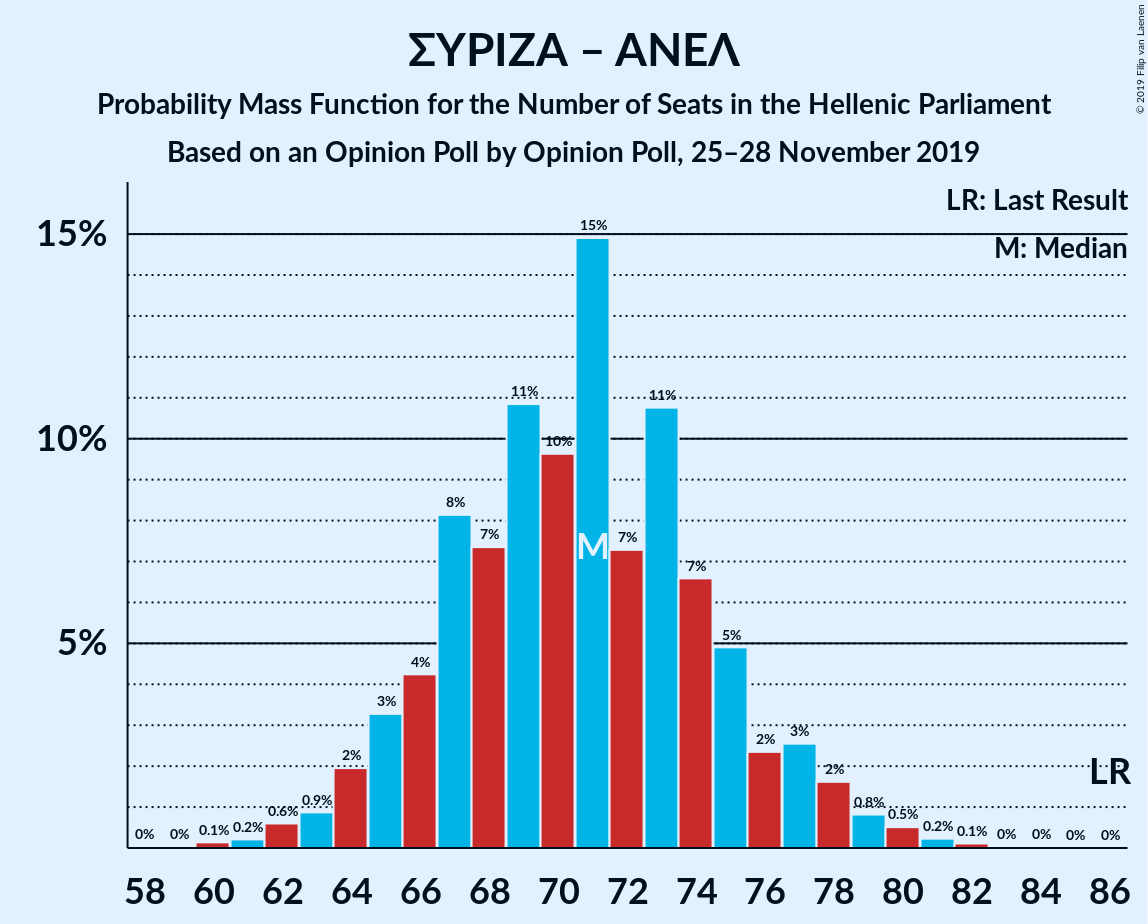 ΣΥΡΙΖΑ – ΑΝΕΛ
Probability Mass Function for the Number of Seats in the Hellenic Parliament
Based on an Opinion Poll by Opinion Poll, 25–28 November 2019
© 2019 Filip van Laenen
LR: Last Result
M: Median
15%
10%
5%
0% 0% 0.1% 0.2% 0.6% 0.9% 2% 3% 4% 8% 7% 11% 10% 15% 7% 11% 7% 5% 2% 3% 2% 0.8% 0.5% 0.2% 0.1% 0% 0% 0% 0%
M
LR
58 60 62 64 66 68 70 72 74 76 78 80 82 84 86